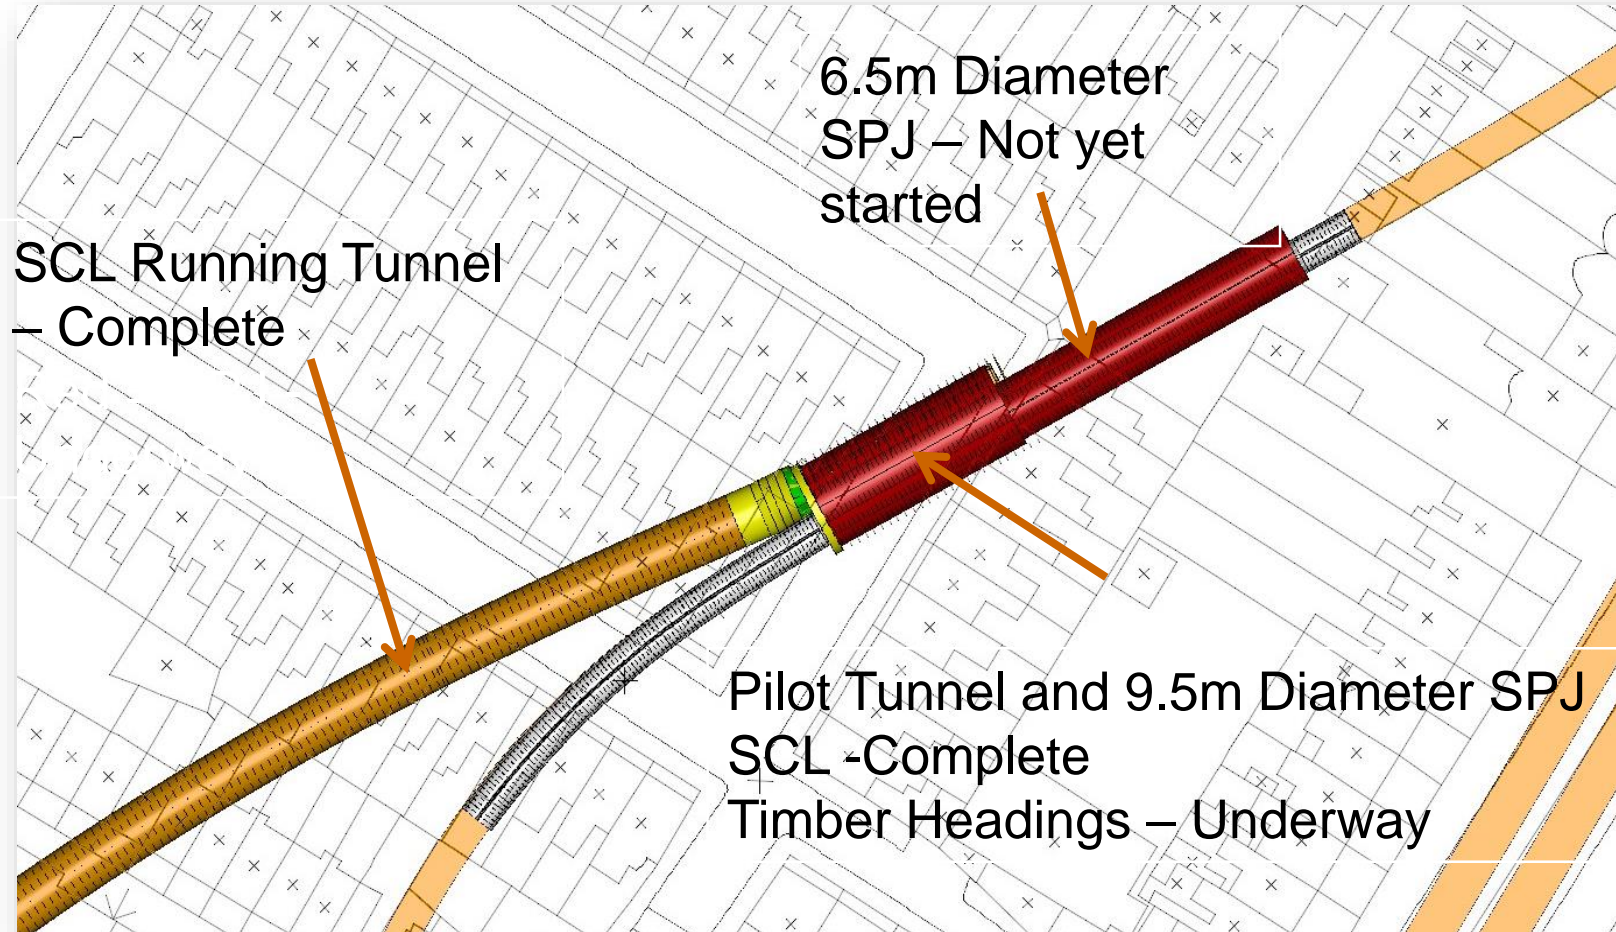 6.5m Diameter
SPJ – Not yet
started
SCL Running Tunnel
– Complete
Pilot Tunnel and 9.5m Diameter SPJ
SCL -Complete
Timber Headings – Underway